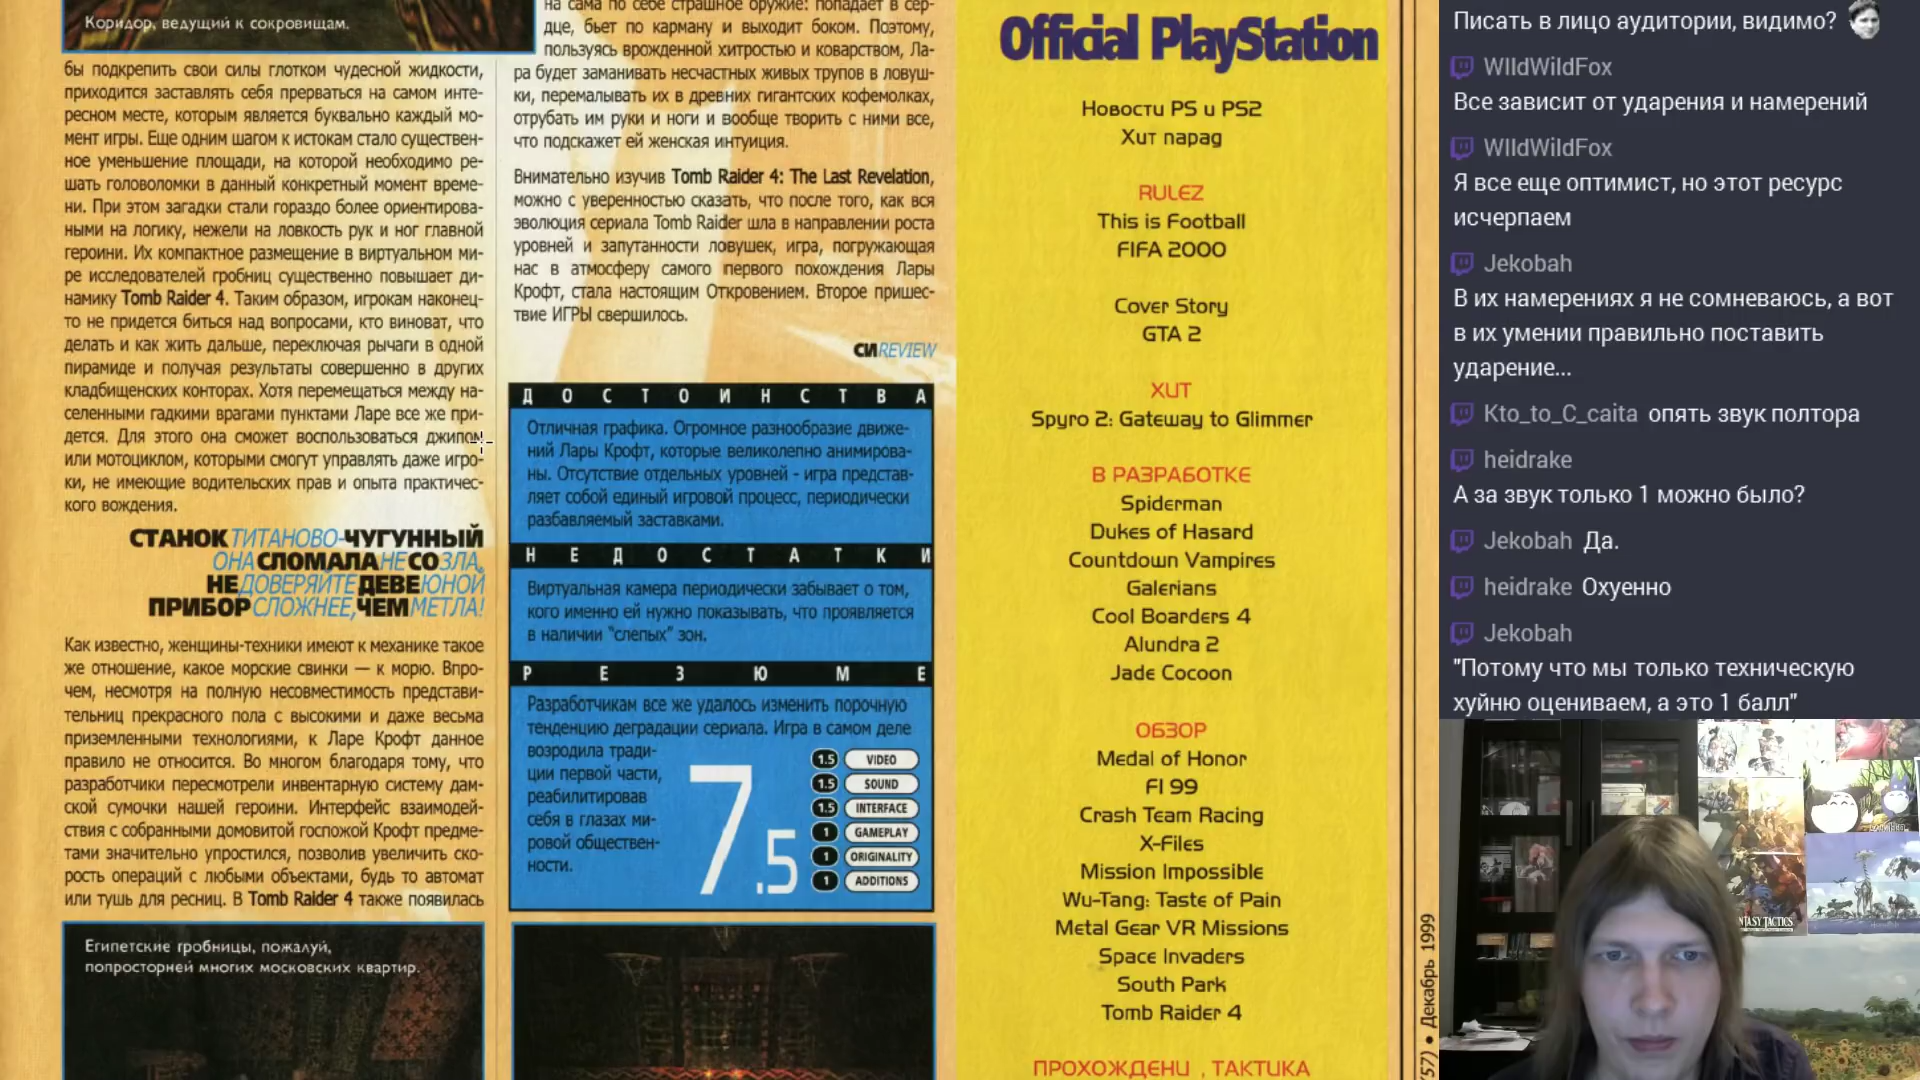 Коридор, ведущий к сокровищам.
бы подкрепить свои силы глотком чудесной жидкости,
приходится заставлять себя прерваться на самом инте-
ресном месте, которым является буквально каждый мо-
мент игры. Еще одним шагом к истокам стало существен-
ное уменьшение площади, на которой необходимо ре-
шать головоломки в данный конкретный момент време-
ни. При этом загадки стали гораздо более ориентирова-
ными на логику, нежели на ловкость рук и ног главной
героини. Их компактное размещение в виртуальном ми-
ре исследователей гробниц существенно повышает ди-
намику Tomb Raider 4. Таким образом, игрокам наконец-
то не придется биться над вопросами, кто виноват, что
делать и как жить дальше, переключая рычаги в одной
пирамиде и получая результаты совершенно в других
кладбищенских конторах. Хотя перемещаться между на-
селенными гадкими врагами пунктами Ларе все же при-
дется. Для этого она сможет воспользоваться джипом
или мотоциклом, которыми смогут управлять даже игро-
ки, не имеющие водительских прав и опыта практичес-
кого вождения.
СТАНОК ТИТАНОВО-ЧУГУННЫЙ
ОНА СЛОМАЛА НЕ СО ЗЛА,
НЕ ДОВЕРЯЙТЕ ДЕВЕ ЮНОЙ
ПРИБОР СЛОЖНЕЕ, ЧЕМ МЕТЛА!
Как известно, женщины-техники имеют к механике такое
же отношение, какое морские свинки — к морю. Впро-
чем, несмотря на полную несовместимость представи-
тельниц прекрасного пола с высокими и даже весьма
приземленными технологиями, к Ларе Крофт данное
правило не относится. Во многом благодаря тому, что
разработчики пересмотрели инвентарную систему дам-
ской сумочки нашей героини. Интерфейс взаимодей-
ствия с собранными домовитой госпожой Крофт предме-
тами значительно упростился, позволив увеличить ско-
рость операций с любыми объектами, будь то автомат
или тушь для ресниц. В Tomb Raider 4 также появилась
Египетские гробницы, пожалуй,
попросторней многих московских квартир.
на сама по себе страшное оружие: попадает в сер-
дце, бьет по карману и выходит боком. Поэтому,
пользуясь врожденной хитростью и коварством, Ла-
ра будет заманивать несчастных живых трупов в ловуш-
ки, перемалывать их в древних гигантских кофемолках,
отрубать им руки и ноги и вообще творить с ними все,
что подскажет ей женская интуиция.
Внимательно изучив Tomb Raider 4: The Last Revelation,
можно с уверенностью сказать, что после того, как вся
эволюция сериала Tomb Raider шла в направлении роста
уровней и запутанности ловушек, игра, погружающая
нас в атмосферу самого первого похождения Лары
Крофт, стала настоящим Откровением. Второе пришес-
твие ИГРЫ свершилось.
СИ REVIEW
ДОСТОИНСТВА
Отличная графика. Огромное разнообразие движе-
ний Лары Крофт, которые великолепно анимирова-
ны. Отсутствие отдельных уровней - игра представ-
ляет собой единый игровой процесс, периодически
разбавляемый заставками.
НЕДОСТАТКИ
Виртуальная камера периодически забывает о том,
кого именно ей нужно показывать, что проявляется
в наличии "слепых" зон.
РЕЗЮМЕ
Разработчикам все же удалось изменить порочную
тенденцию деградации сериала. Игра в самом деле
возродила тради-
ции первой части,
реабилитировав
себя в глазах ми-
ровой обществен-
ности.
7.5
1.5 VIDEO
1.5 SOUND
1.5 INTERFACE
1 GAMEPLAY
1 ORIGINALITY
1 ADDITIONS
Official PlayStation
Новости PS и PS2
Хит парад
RULEZ
This is Football
FIFA 2000
Cover Story
GTA 2
ХИТ
Spyro 2: Gateway to Glimmer
В РАЗРАБОТКЕ
Spiderman
Dukes of Hasard
Countdown Vampires
Galerians
Cool Boarders 4
Alundra 2
Jade Cocoon
ОБЗОР
Medal of Honor
FI 99
Crash Team Racing
X-Files
Mission Impossible
Wu-Tang: Taste of Pain
Metal Gear VR Missions
Space Invaders
South Park
Tomb Raider 4
ПРОХОЖДЕНИ , ТАКТИКА
57) • Декабрь 1999
Писать в лицо аудитории, видимо?
WIldWildFox
Все зависит от ударения и намерений
WIldWildFox
Я все еще оптимист, но этот ресурс
исчерпаем
Jekobah
В их намерениях я не сомневаюсь, а вот
в их умении правильно поставить
ударение...
Kto_to_C_caita опять звук полтора
heidrake
А за звук только 1 можно было?
Jekobah Да.
heidrake Охуенно
Jekobah
"Потому что мы только техническую
хуйню оцениваем, а это 1 балл"
FANTASY TACTICS